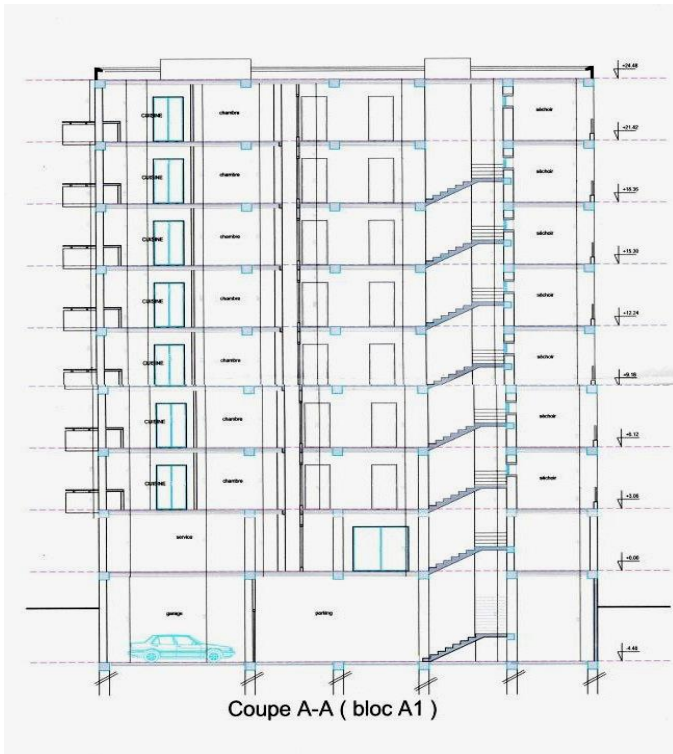 +24.48
CUISINE chambre séchoir
+21.42
CUISINE chambre séchoir
+18.36
CUISINE chambre séchoir
+15.30
CUISINE chambre séchoir
+12.24
CUISINE chambre séchoir
+9.18
CUISINE chambre séchoir
+6.12
CUISINE chambre séchoir
+3.06
service
+0.00
garage parking
-4.48
Coupe A-A ( bloc A1 )